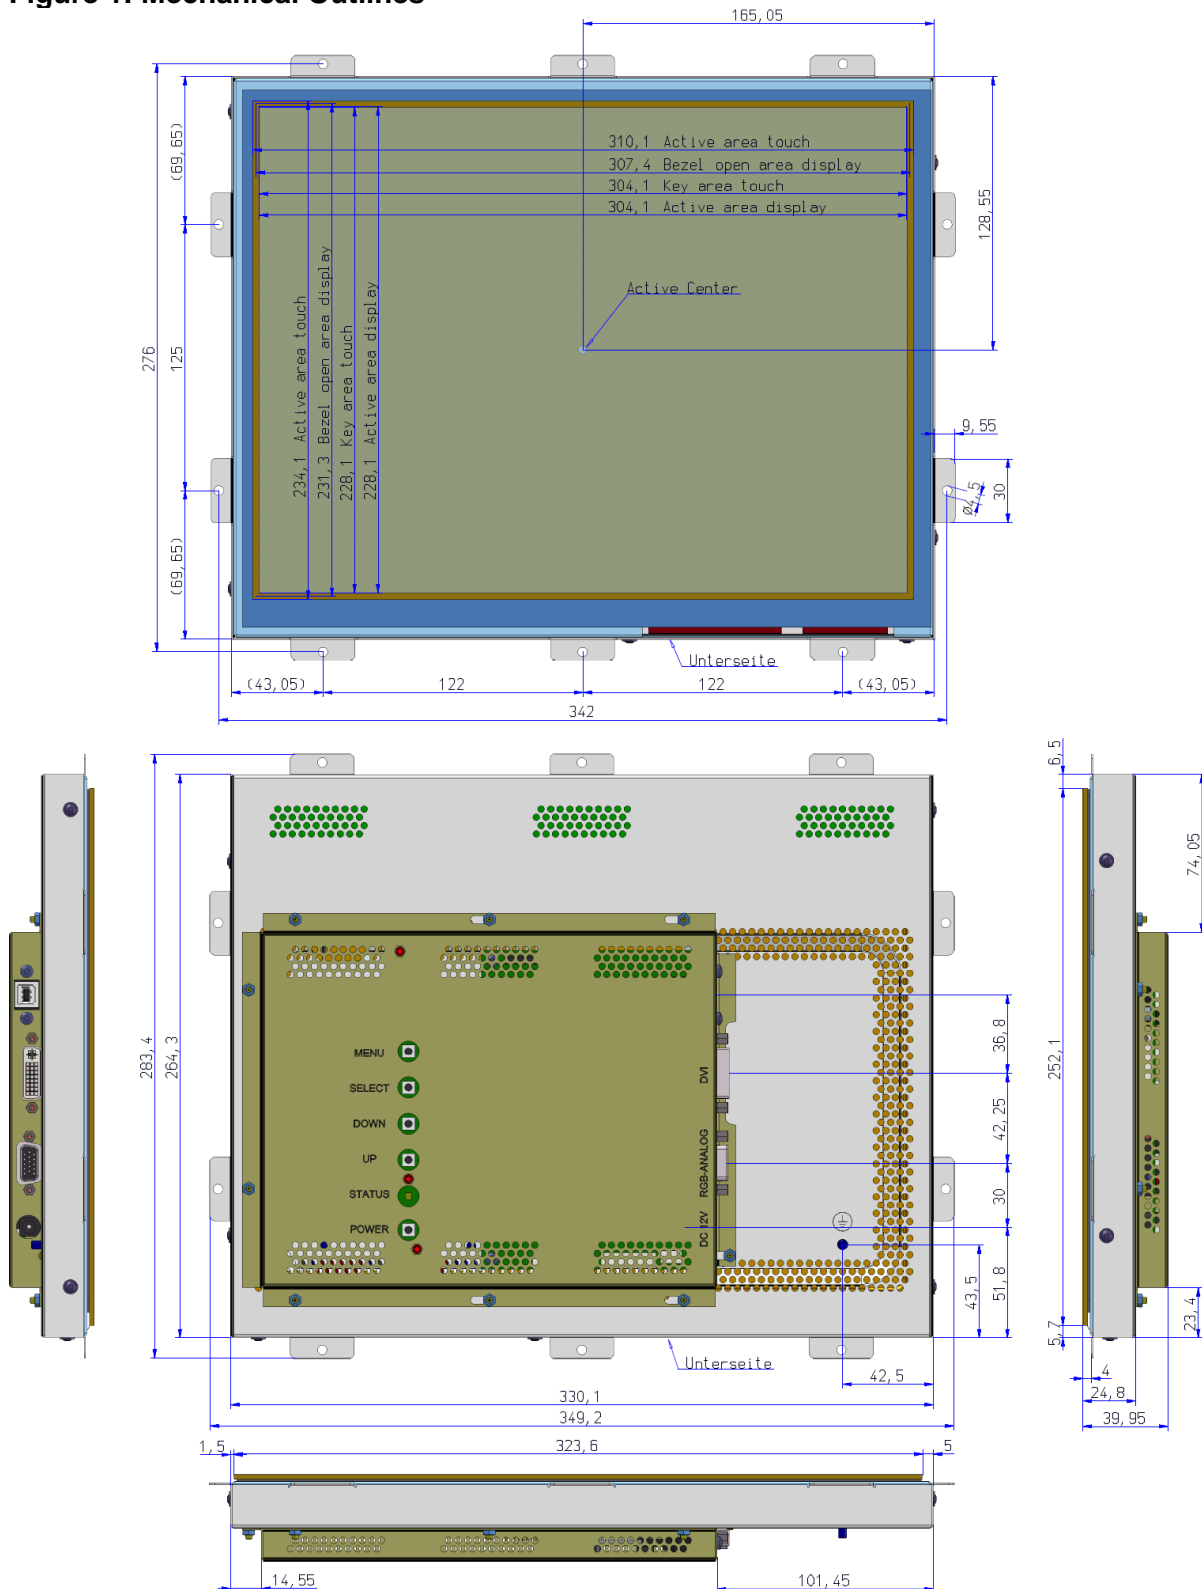 Figure 1: Mechanical Outlines
165,05
310,1 Active area touch
307,4 Bezel open area display
304,1 Key area touch
304,1 Active area display
(69,65)
128,55
Active Center
234,1 Active area touch
231,3 Bezel open area display
228,1 Key area touch
228,1 Active area display
276
125
9,55
ø4,5
30
(69,65)
Unterseite
(43,05)
122
122
(43,05)
342
6,5
74,05
283,4
264,3
36,8
252,1
MENU
DVI
SELECT
42,25
DOWN
UP
RGB-ANALOG
STATUS
30
POWER
DC 12V
43,5
51,8
23,4
5,7
Unterseite
42,5
4
24,8
330,1
39,95
349,2
1,5
323,6
5
14,55
101,45